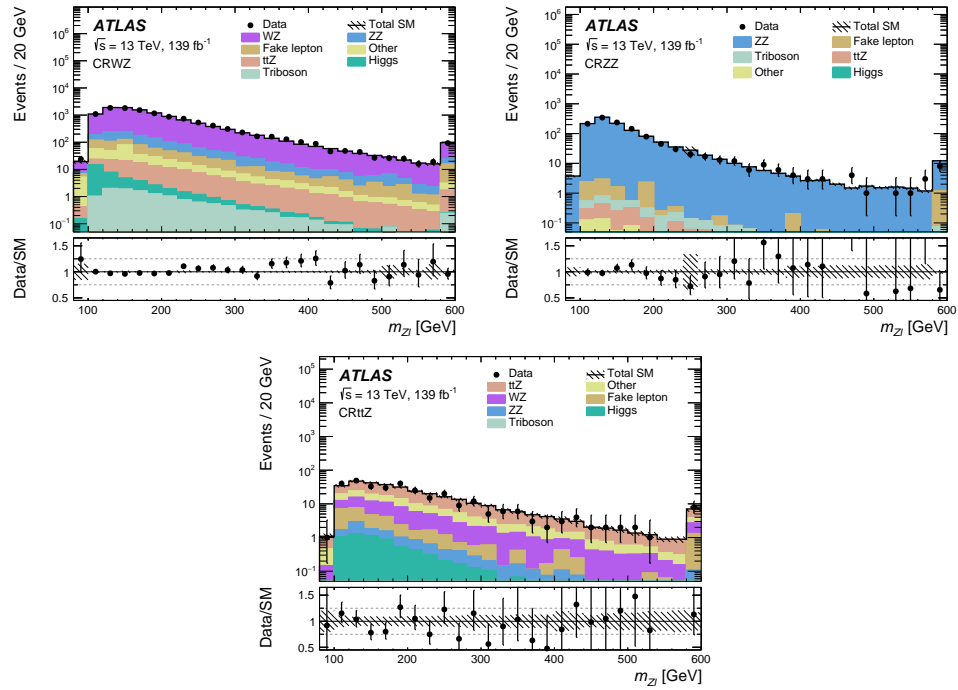 ATLAS
√s = 13 TeV, 139 fb⁻¹
CRWZ
Data
WZ
Fake lepton
ttZ
Triboson
Total SM
ZZ
Other
Higgs
Events / 20 GeV
10⁶
10⁵
10⁴
10³
10²
10
1
10⁻¹
Data/SM
1.5
1
0.5
100 200 300 400 500 600
m_Zl [GeV]
ATLAS
√s = 13 TeV, 139 fb⁻¹
CRZZ
Data
ZZ
Triboson
Other
Total SM
Fake lepton
ttZ
Higgs
Events / 20 GeV
10⁶
10⁵
10⁴
10³
10²
10
1
10⁻¹
Data/SM
1.5
1
0.5
100 200 300 400 500 600
m_Zl [GeV]
ATLAS
√s = 13 TeV, 139 fb⁻¹
CRttZ
Data
ttZ
WZ
ZZ
Triboson
Total SM
Other
Fake lepton
Higgs
Events / 20 GeV
10⁵
10⁴
10³
10²
10
1
10⁻¹
Data/SM
1.5
1
0.5
100 200 300 400 500 600
m_Zl [GeV]